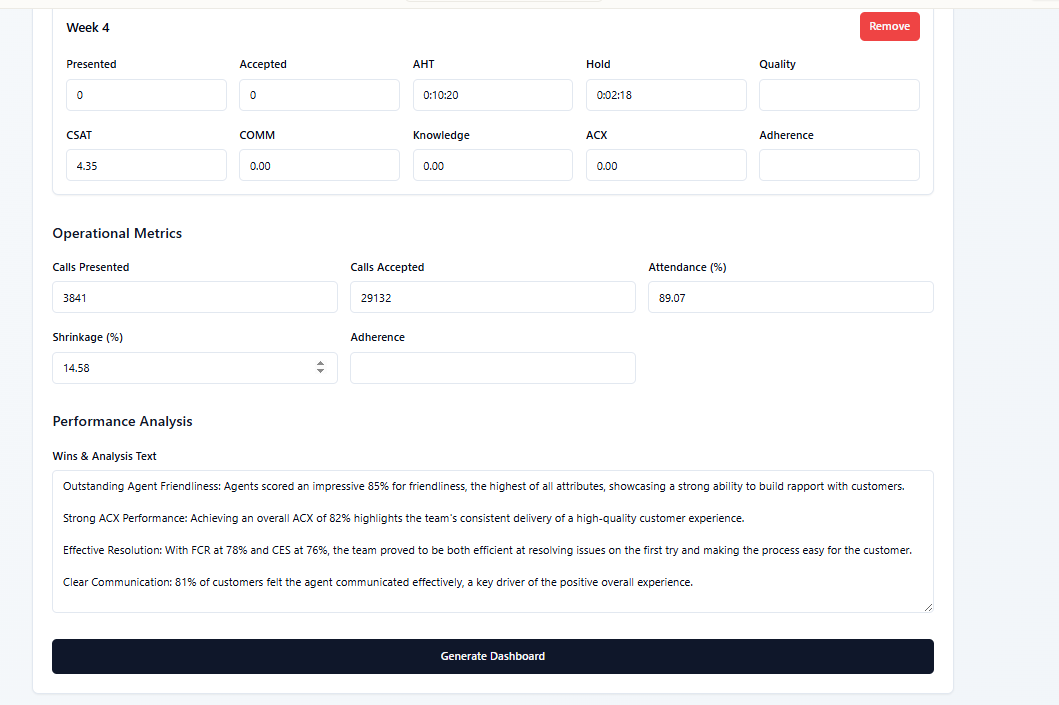 Week 4
Remove
Presented Accepted AHT Hold Quality
0 0 0:10:20 0:02:18
CSAT COMM Knowledge ACX Adherence
4.35 0.00 0.00 0.00
Operational Metrics
Calls Presented Calls Accepted Attendance (%)
3841 29132 89.07
Shrinkage (%) Adherence
14.58
Performance Analysis
Wins & Analysis Text
Outstanding Agent Friendliness: Agents scored an impressive 85% for friendliness, the highest of all attributes, showcasing a strong ability to build rapport with customers.
Strong ACX Performance: Achieving an overall ACX of 82% highlights the team's consistent delivery of a high-quality customer experience.
Effective Resolution: With FCR at 78% and CES at 76%, the team proved to be both efficient at resolving issues on the first try and making the process easy for the customer.
Clear Communication: 81% of customers felt the agent communicated effectively, a key driver of the positive overall experience.
Generate Dashboard